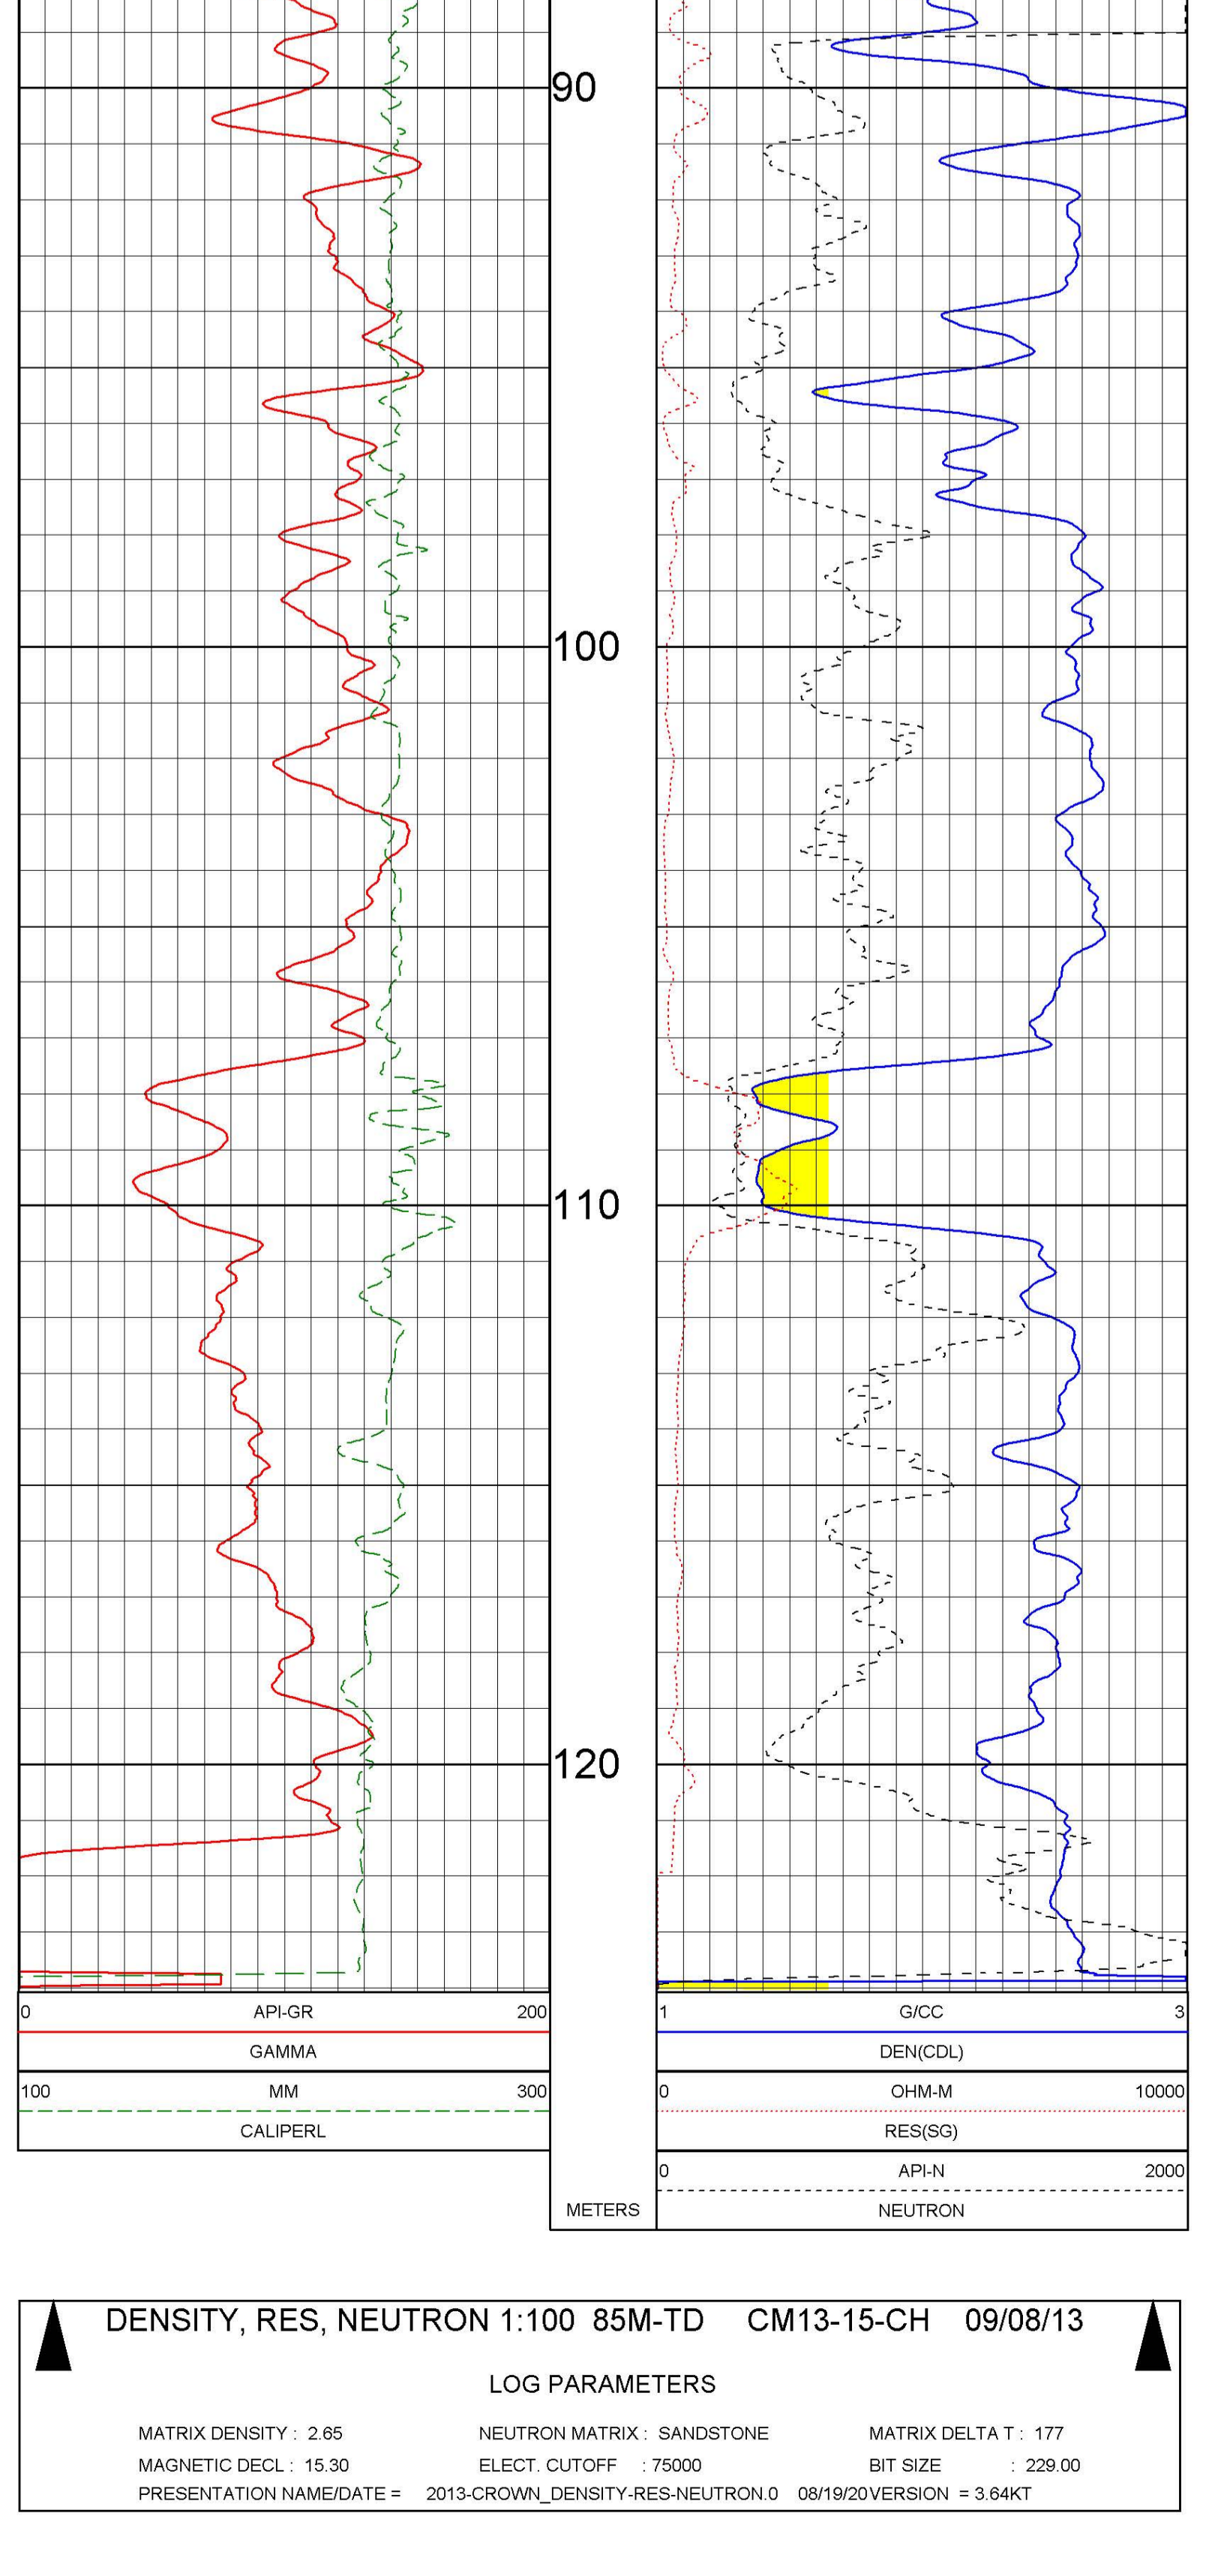 90
100
110
120
0 API-GR 200
GAMMA
100 MM 300
CALIPERL
METERS
1 G/CC 3
DEN(CDL)
0 OHM-M 10000
RES(SG)
0 API-N 2000
NEUTRON
DENSITY, RES, NEUTRON 1:100 85M-TD CM13-15-CH 09/08/13
LOG PARAMETERS
MATRIX DENSITY : 2.65 NEUTRON MATRIX : SANDSTONE MATRIX DELTA T : 177
MAGNETIC DECL : 15.30 ELECT. CUTOFF : 75000 BIT SIZE : 229.00
PRESENTATION NAME/DATE = 2013-CROWN_DENSITY-RES-NEUTRON.0 08/19/20VERSION = 3.64KT